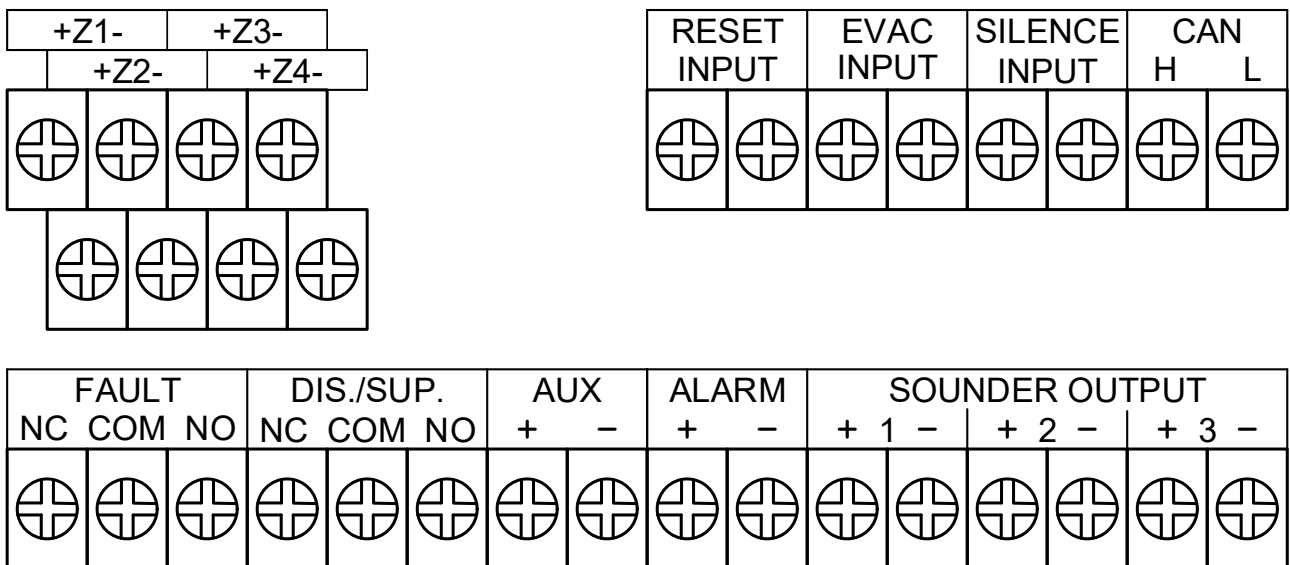 +Z1- +Z3-
+Z2- +Z4-
RESET INPUT
EVAC INPUT
SILENCE INPUT
CAN
H L
FAULT
NC COM NO
DIS./SUP.
NC COM NO
AUX
+ −
ALARM
+ −
SOUNDER OUTPUT
+ 1 − + 2 − + 3 −